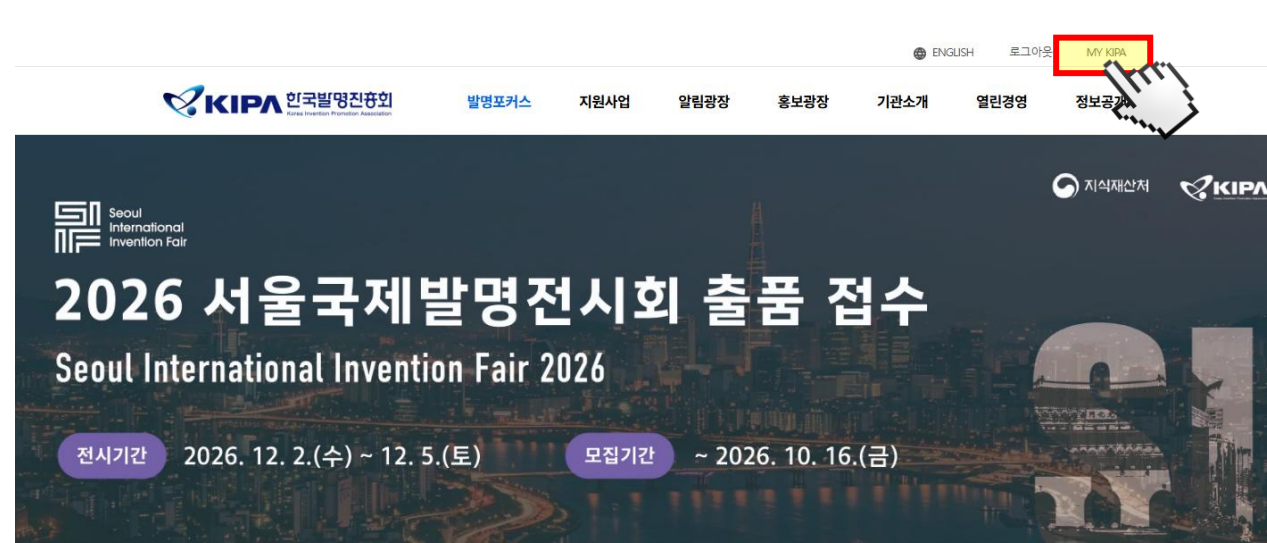 ENGLISH 로그아웃 MY KIPA
KIPA 한국발명진흥회 발명포커스 지원사업 알림광장 홍보광장 기관소개 열린경영 정보공개
Korea Invention Promotion Association
지식재산처 KIPA
Seoul
International
Invention Fair
2026 서울국제발명전시회 출품 접수
Seoul International Invention Fair 2026
전시기간 2026. 12. 2.(수) ~ 12. 5.(토) 모집기간 ~ 2026. 10. 16.(금)